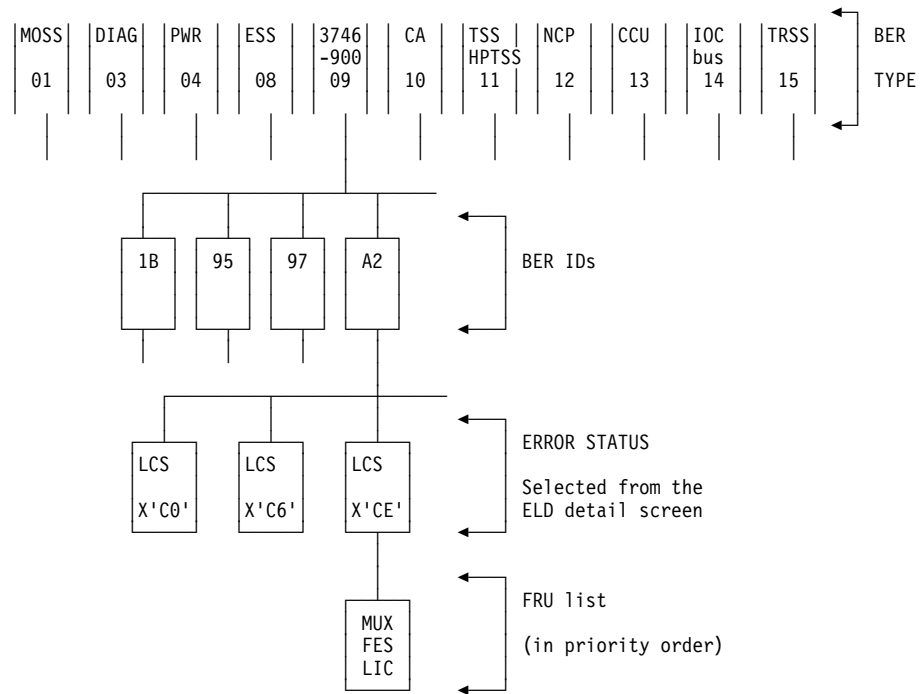 MOSS DIAG PWR ESS 3746 CA TSS NCP CCU IOC TRSS BER
-900 HPTSS bus
01 03 04 08 09 10 11 12 13 14 15 TYPE
1B 95 97 A2 BER IDs
ERROR STATUS
LCS LCS LCS
Selected from the
X'C0' X'C6' X'CE' ELD detail screen
FRU list
MUX
FES (in priority order)
LIC